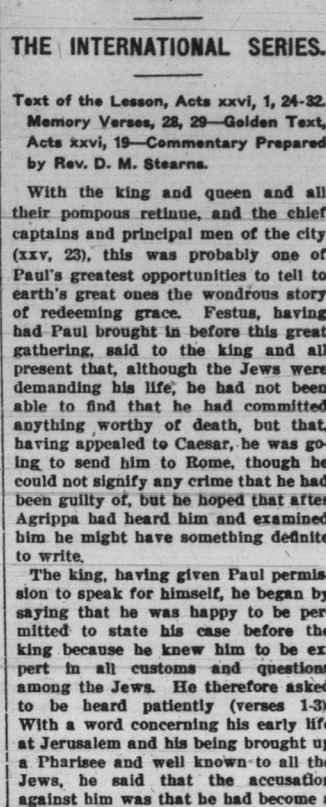 THE INTERNATIONAL SERIES.
Text of the Lesson, Acts xxvi, 1, 24-32.
Memory Verses, 28, 29—Golden Text,
Acts xxvi, 19—Commentary Prepared
by Rev. D. M. Stearns.
With the king and queen and all
their pompous retinue, and the chief
captains and principal men of the city
(xxv, 23), this was probably one of
Paul's greatest opportunities to tell to
earth's great ones the wondrous story
of redeeming grace. Festus, having
had Paul brought in before this great
gathering, said to the king and all
present that, although the Jews were
demanding his life, he had not been
able to find that he had committed
anything worthy of death, but that,
having appealed to Caesar, he was go-
ing to send him to Rome, though he
could not signify any crime that he had
been guilty of, but he hoped that after
Agrippa had heard him and examined
him he might have something definite
to write.
The king, having given Paul permis
sion to speak for himself, he began by
saying that he was happy to be per
mitted to state his case before the
king because he knew him to be ex
pert in all customs and questions
among the Jews. He therefore asked
to be heard patiently (verses 1-3)
With a word concerning his early life
at Jerusalem and his being brought up
a Pharisee and well known to all the
Jews, he said that the accusation
against him was that he had become